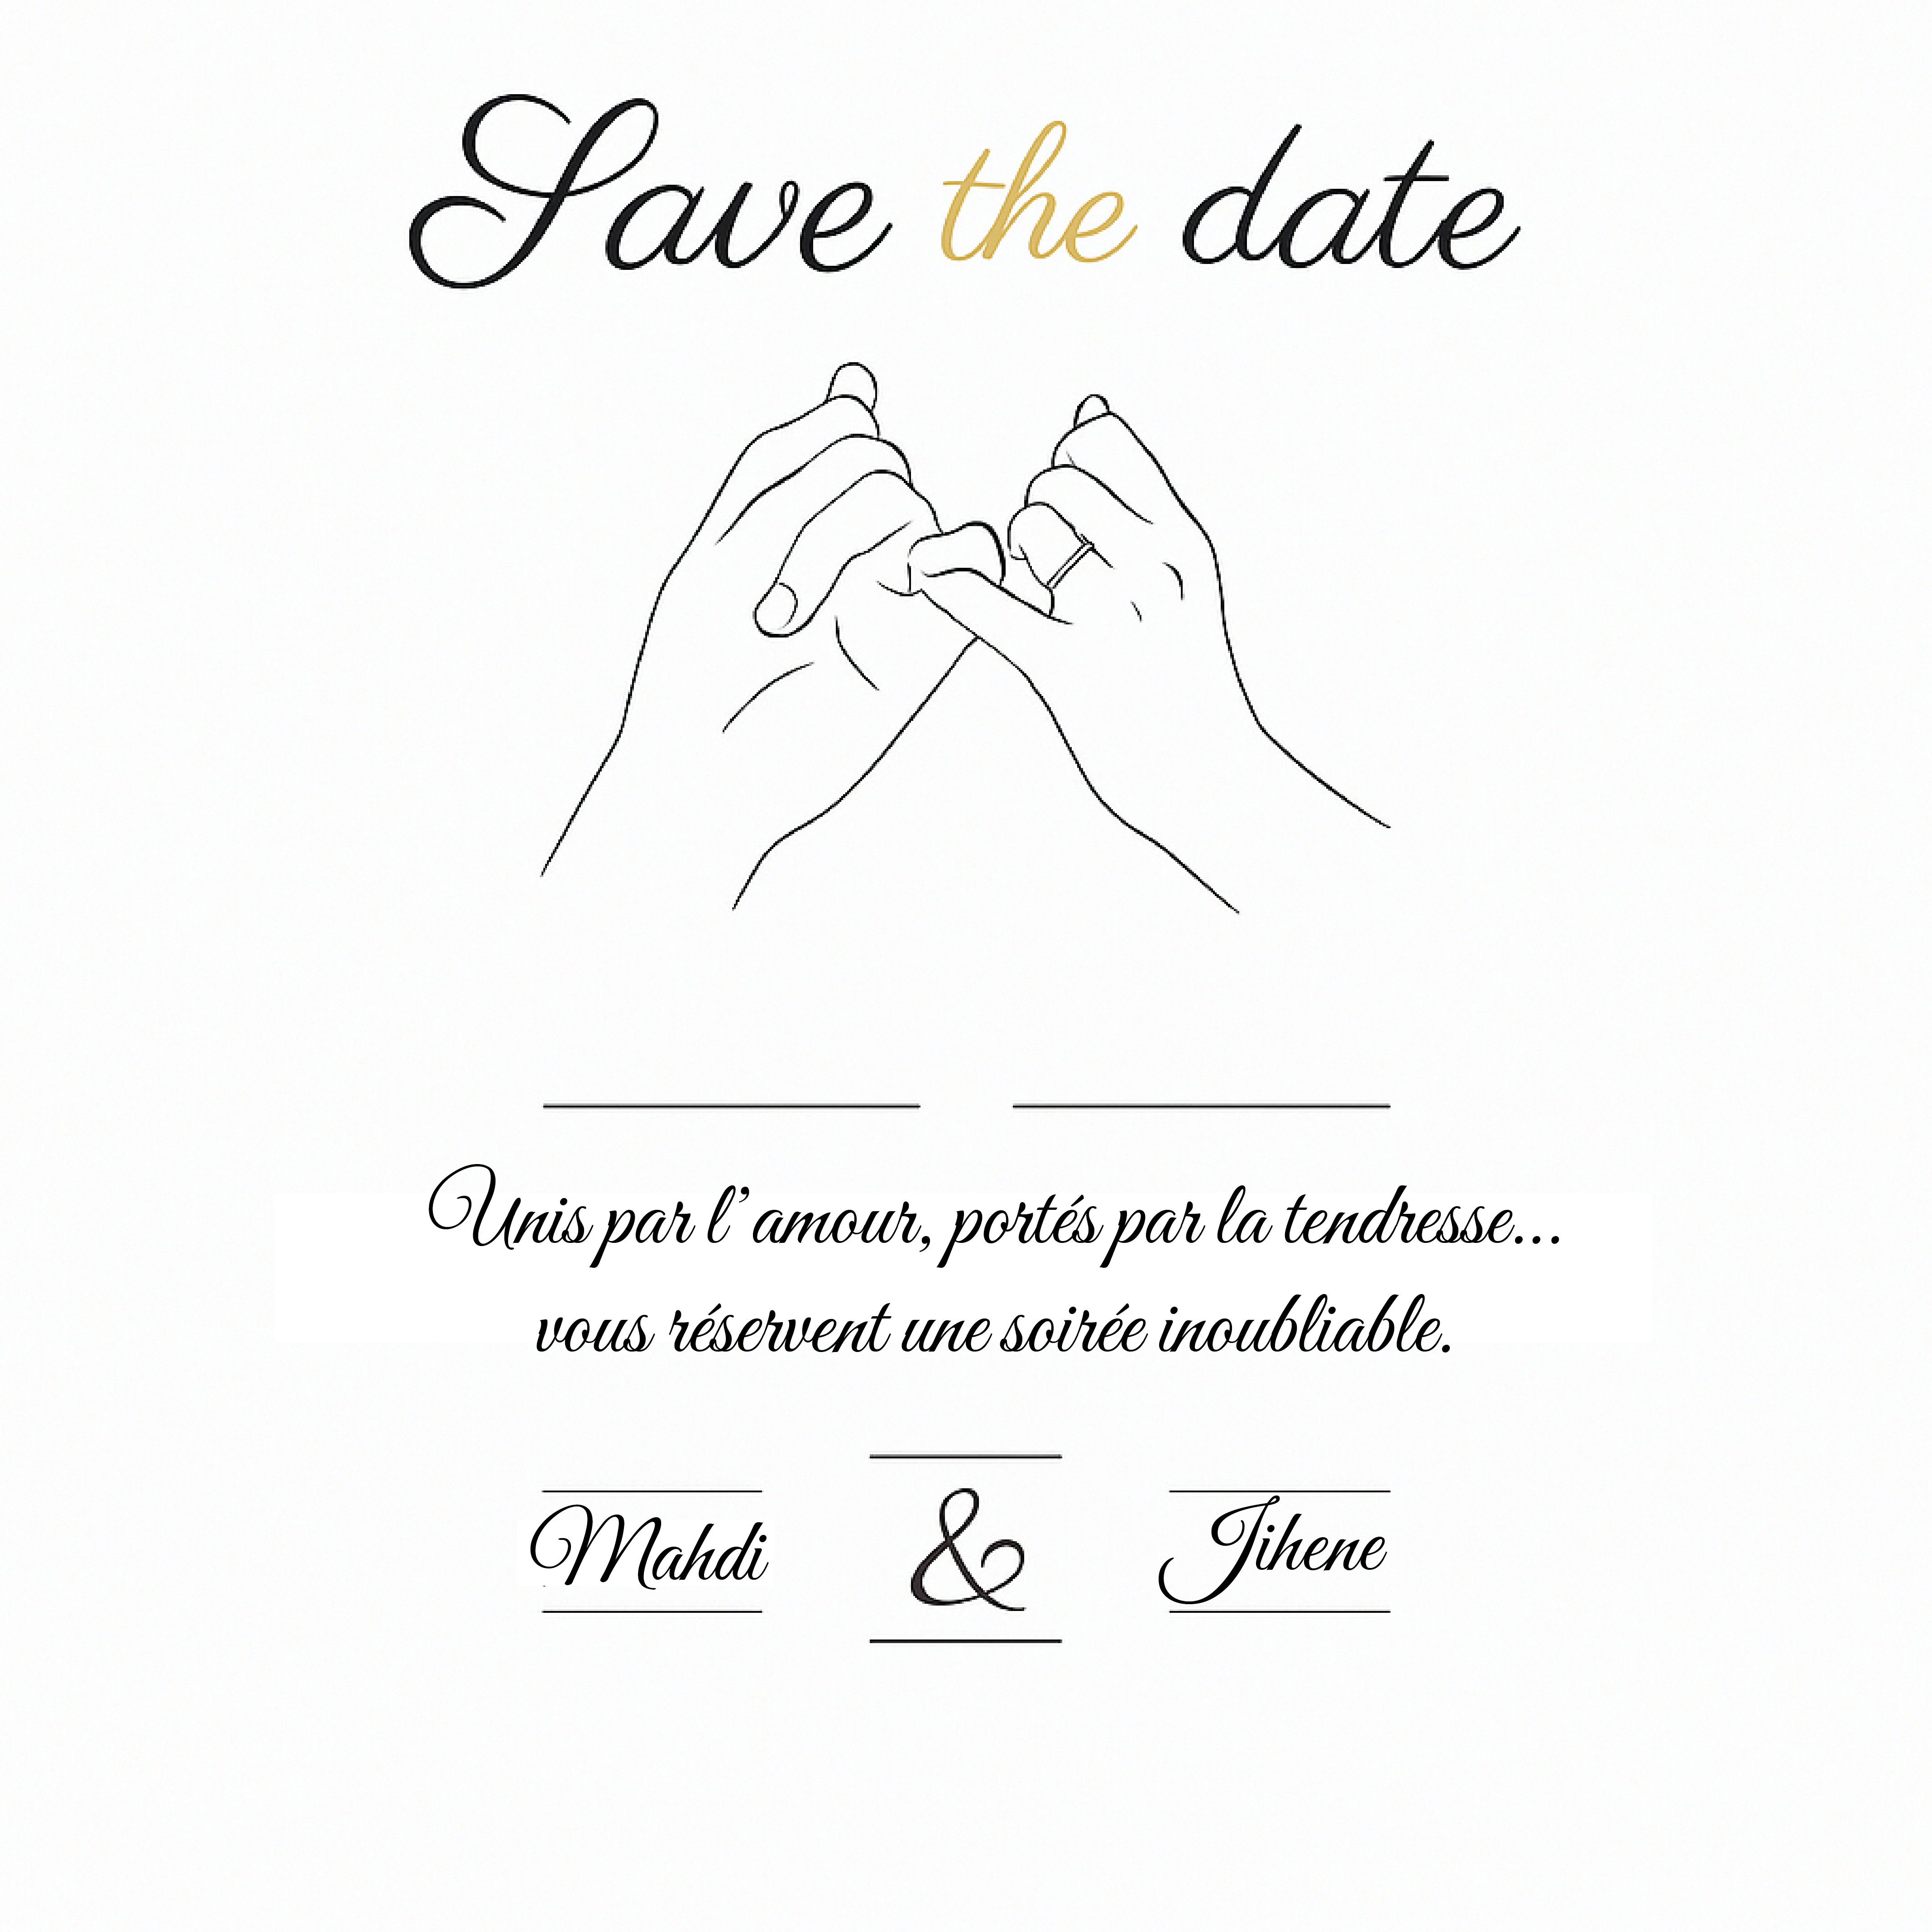 Save the date
Unis par l'amour, portés par la tendresse...
vous réservent une soirée inoubliable.
Mahdi & Jihene